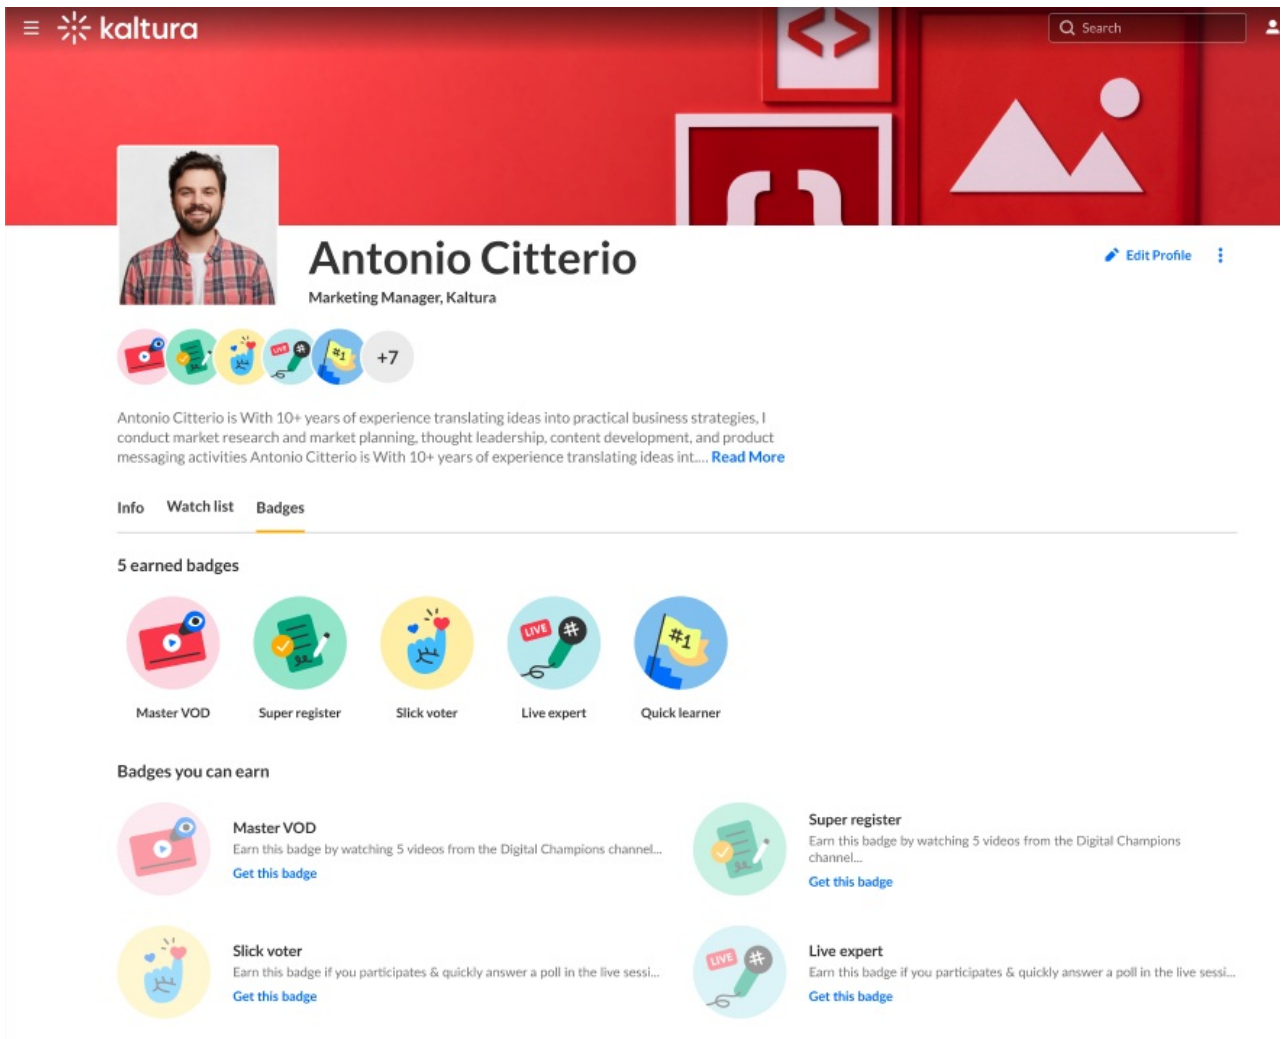 kaltura
Search
Antonio Citterio
Edit Profile
Marketing Manager, Kaltura
LIVE #
#1
+7
Antonio Citterio is With 10+ years of experience translating ideas into practical business strategies, I
conduct market research and market planning, thought leadership, content development, and product
messaging activities Antonio Citterio is With 10+ years of experience translating ideas int.... Read More
Info Watch list Badges
5 earned badges
LIVE #
#1
Master VOD Super register Slick voter Live expert Quick learner
Badges you can earn
Master VOD
Earn this badge by watching 5 videos from the Digital Champions channel...
Get this badge
Super register
Earn this badge by watching 5 videos from the Digital Champions
channel...
Get this badge
Slick voter
Earn this badge if you participates & quickly answer a poll in the live sessi...
Get this badge
LIVE #
Live expert
Earn this badge if you participates & quickly answer a poll in the live sessi...
Get this badge